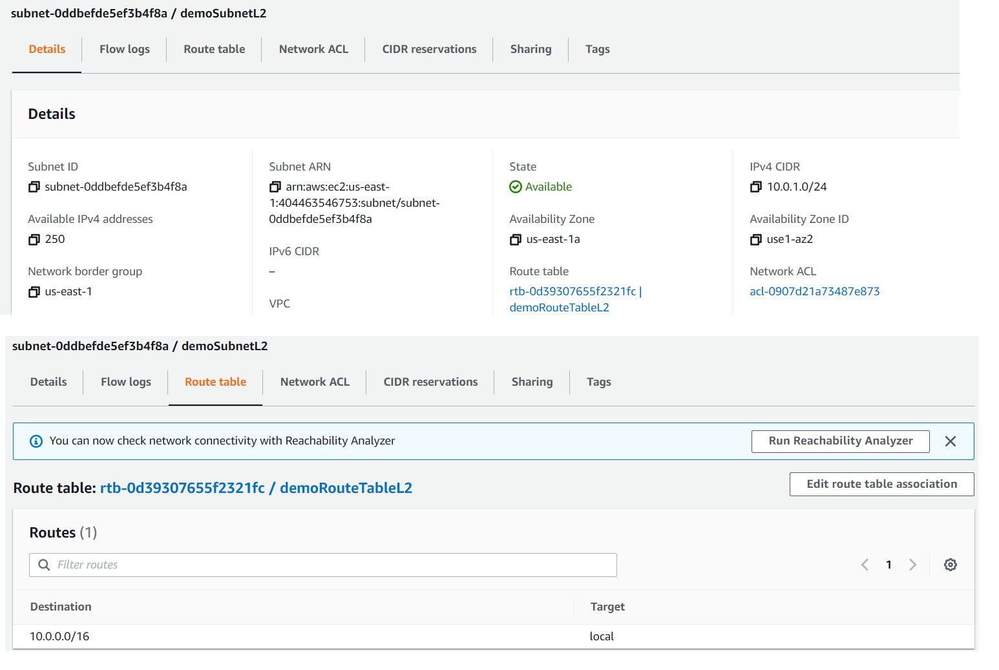 subnet-0ddbefde5ef3b4f8a / demoSubnetL2
Details
Flow logs
Route table
Network ACL
CIDR reservations
Sharing
Tags
Details
Subnet ID
subnet-0ddbefde5ef3b4f8a
Available IPv4 addresses
250
Network border group
us-east-1
Subnet ARN
arn:aws:ec2:us-east-
1:404463546753:subnet/subnet-
0ddbefde5ef3b4f8a
IPv6 CIDR
–
VPC
State
Available
Availability Zone
us-east-1a
Route table
rtb-0d39307655f2321fc |
demoRouteTableL2
IPv4 CIDR
10.0.1.0/24
Availability Zone ID
use1-az2
Network ACL
acl-0907d21a73487e873
subnet-0ddbefde5ef3b4f8a / demoSubnetL2
Details
Flow logs
Route table
Network ACL
CIDR reservations
Sharing
Tags
You can now check network connectivity with Reachability Analyzer
Run Reachability Analyzer
Route table: rtb-0d39307655f2321fc / demoRouteTableL2
Edit route table association
Routes (1)
Filter routes
1
Destination
Target
10.0.0.0/16
local